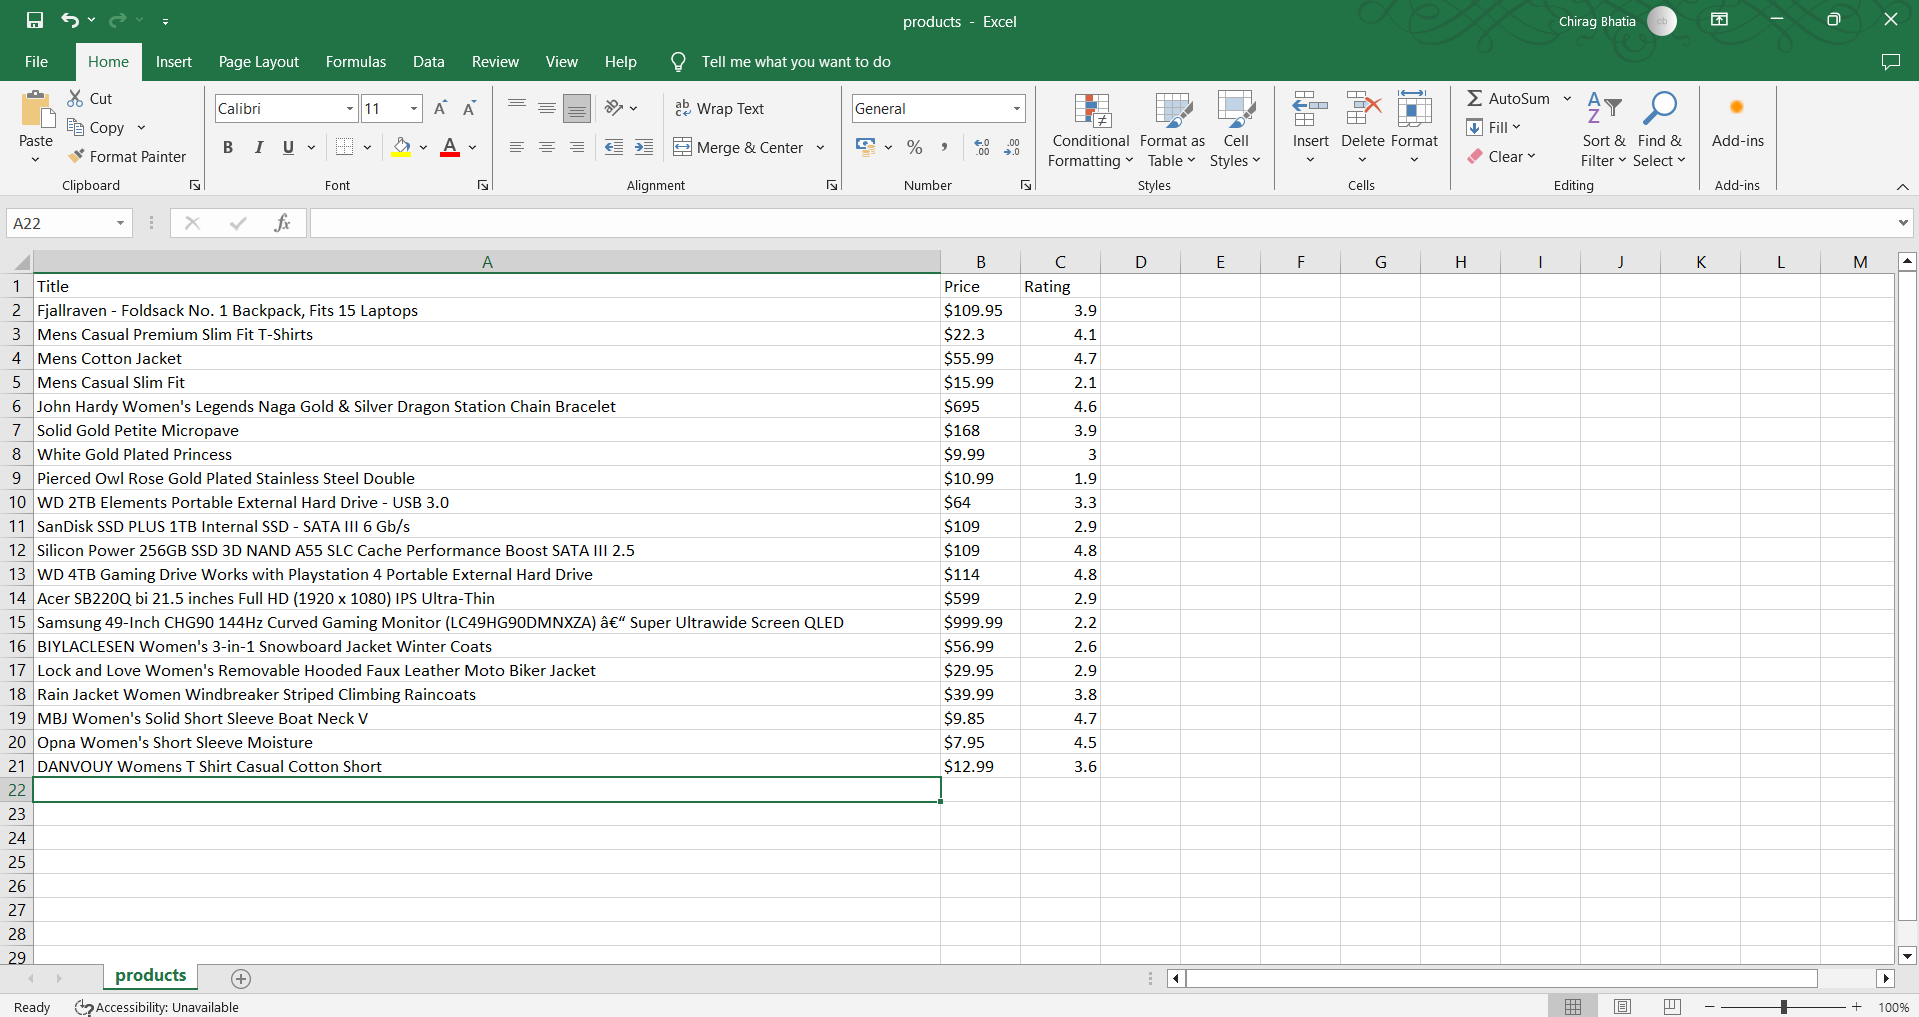 products - Excel
Chirag Bhatia
cb
File Home Insert Page Layout Formulas Data Review View Help Tell me what you want to do
Paste
Cut
Copy
Format Painter
Clipboard
Calibri 11
B I U
Font
Wrap Text
Merge & Center
Alignment
General
Number
Conditional Formatting
Format as Table
Cell Styles
Styles
Insert Delete Format
Cells
AutoSum
Fill
Clear
Sort & Filter
Find & Select
Editing
Add-ins
Add-ins
A22
fx
A B C D E F G H I J K L M
1 Title Price Rating
2 Fjallraven - Foldsack No. 1 Backpack, Fits 15 Laptops $109.95 3.9
3 Mens Casual Premium Slim Fit T-Shirts $22.3 4.1
4 Mens Cotton Jacket $55.99 4.7
5 Mens Casual Slim Fit $15.99 2.1
6 John Hardy Women's Legends Naga Gold & Silver Dragon Station Chain Bracelet $695 4.6
7 Solid Gold Petite Micropave $168 3.9
8 White Gold Plated Princess $9.99 3
9 Pierced Owl Rose Gold Plated Stainless Steel Double $10.99 1.9
10 WD 2TB Elements Portable External Hard Drive - USB 3.0 $64 3.3
11 SanDisk SSD PLUS 1TB Internal SSD - SATA III 6 Gb/s $109 2.9
12 Silicon Power 256GB SSD 3D NAND A55 SLC Cache Performance Boost SATA III 2.5 $109 4.8
13 WD 4TB Gaming Drive Works with Playstation 4 Portable External Hard Drive $114 4.8
14 Acer SB220Q bi 21.5 inches Full HD (1920 x 1080) IPS Ultra-Thin $599 2.9
15 Samsung 49-Inch CHG90 144Hz Curved Gaming Monitor (LC49HG90DMNXZA) â€“ Super Ultrawide Screen QLED $999.99 2.2
16 BIYLACLESEN Women's 3-in-1 Snowboard Jacket Winter Coats $56.99 2.6
17 Lock and Love Women's Removable Hooded Faux Leather Moto Biker Jacket $29.95 2.9
18 Rain Jacket Women Windbreaker Striped Climbing Raincoats $39.99 3.8
19 MBJ Women's Solid Short Sleeve Boat Neck V $9.85 4.7
20 Opna Women's Short Sleeve Moisture $7.95 4.5
21 DANVOUY Womens T Shirt Casual Cotton Short $12.99 3.6
22
23
24
25
26
27
28
29
products
Ready Accessibility: Unavailable 100%